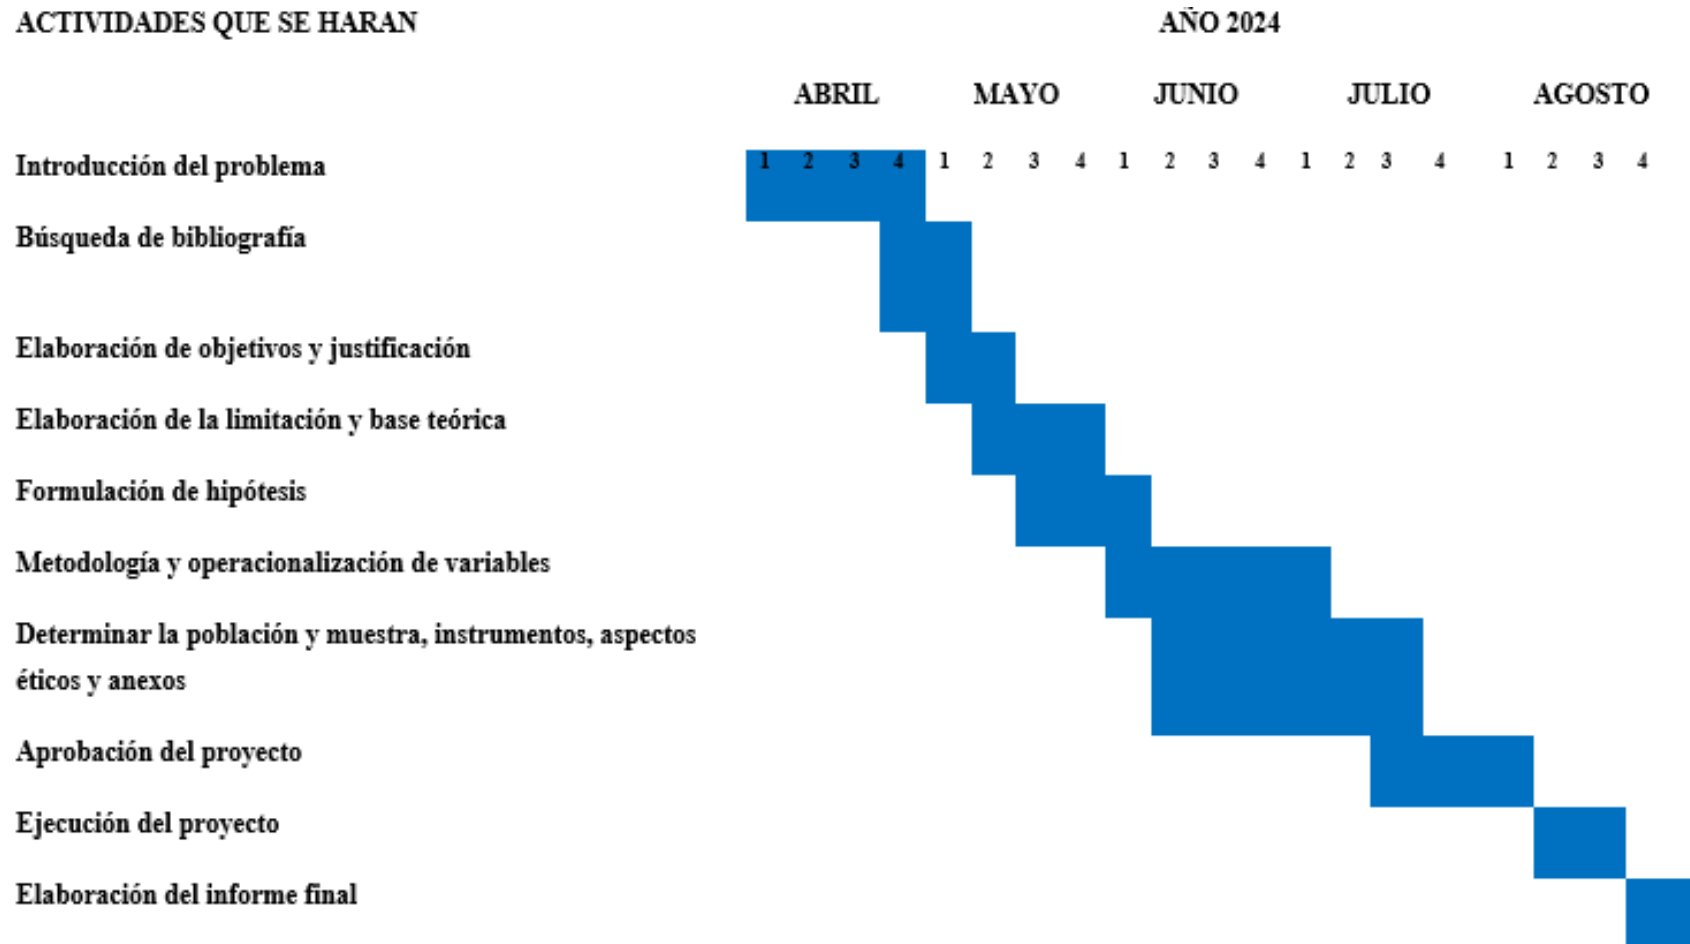 ACTIVIDADES QUE SE HARAN AÑO 2024
ABRIL MAYO JUNIO JULIO AGOSTO
Introducción del problema 1 2 3 4 1 2 3 4 1 2 3 4 1 2 3 4 1 2 3 4
Búsqueda de bibliografía
Elaboración de objetivos y justificación
Elaboración de la limitación y base teórica
Formulación de hipótesis
Metodología y operacionalización de variables
Determinar la población y muestra, instrumentos, aspectos
éticos y anexos
Aprobación del proyecto
Ejecución del proyecto
Elaboración del informe final